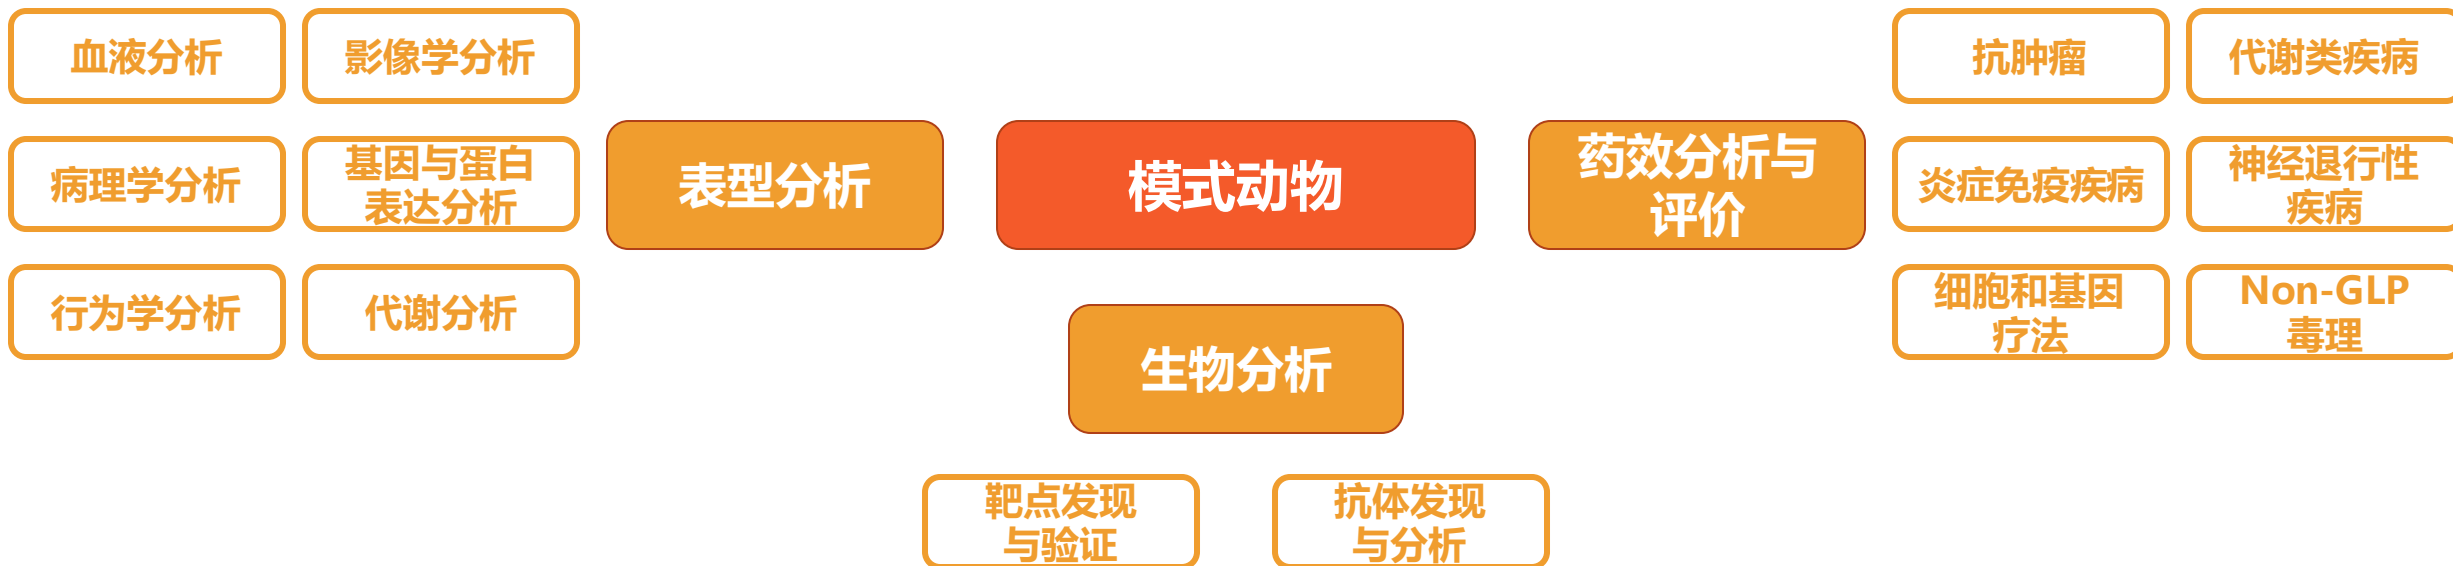 血液分析
影像学分析
病理学分析
基因与蛋白
表达分析
行为学分析
代谢分析
表型分析
模式动物
药效分析与
评价
生物分析
靶点发现
与验证
抗体发现
与分析
抗肿瘤
代谢类疾病
炎症免疫疾病
神经退行性
疾病
细胞和基因
疗法
Non-GLP
毒理